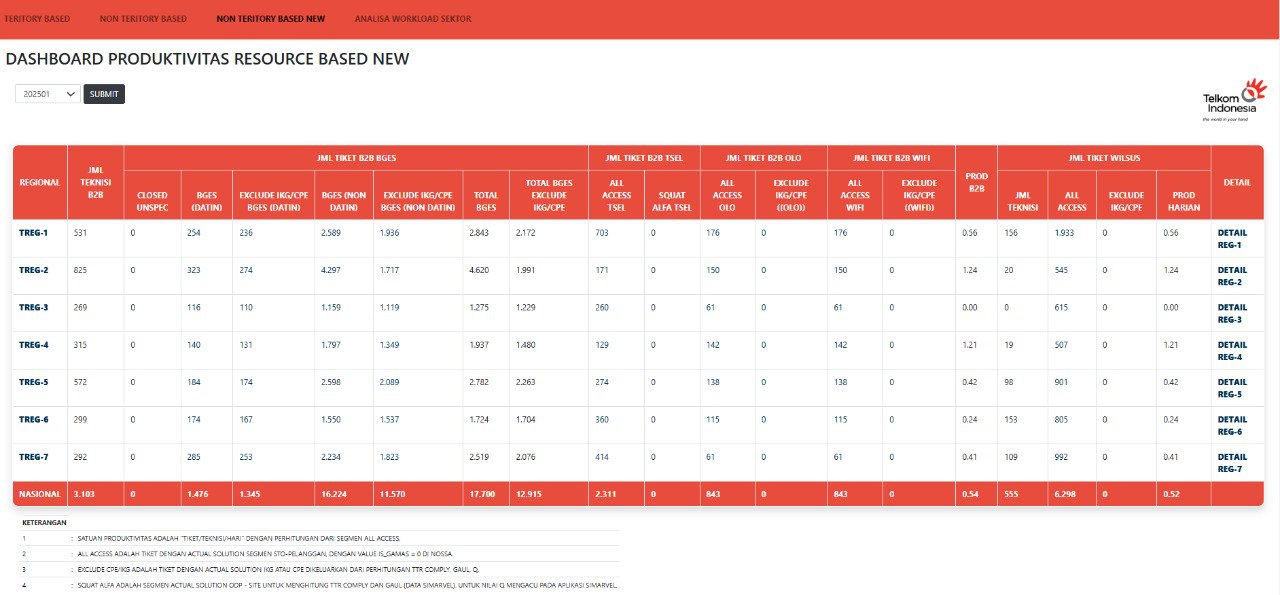 TERITORY BASED NON TERITORY BASED NON TERITORY BASED NEW ANALISA WORKLOAD SEKTOR
DASHBOARD PRODUKTIVITAS RESOURCE BASED NEW
202501 SUBMIT
Telkom
Indonesia
the world in your hand
REGIONAL JML TEKNISI B2B JML TIKET B2B BGES JML TIKET B2B TSEL JML TIKET B2B OLO JML TIKET B2B WIFI PROD B2B JML TIKET WILSUS DETAIL
CLOSED UNSPEC BGES (DATIN) EXCLUDE IKG/CPE BGES (DATIN) BGES (NON DATIN) EXCLUDE IKG/CPE BGES (NON DATIN) TOTAL BGES TOTAL BGES EXCLUDE IKG/CPE ALL ACCESS TSEL SQUAT ALFA TSEL ALL ACCESS OLO EXCLUDE IKG/CPE ((OLO)) ALL ACCESS WIFI EXCLUDE IKG/CPE ((WIFI)) JML TEKNISI ALL ACCESS EXCLUDE IKG/CPE PROD HARIAN
TREG-1 531 0 254 236 2.589 1.936 2.843 2.172 703 0 176 0 176 0 0.56 156 1.933 0 0.56 DETAIL REG-1
TREG-2 825 0 323 274 4.297 1.717 4.620 1.991 171 0 150 0 150 0 1.24 20 545 0 1.24 DETAIL REG-2
TREG-3 269 0 116 110 1.159 1.119 1.275 1.229 260 0 61 0 61 0 0.00 0 615 0 0.00 DETAIL REG-3
TREG-4 315 0 140 131 1.797 1.349 1.937 1.480 129 0 142 0 142 0 1.21 19 507 0 1.21 DETAIL REG-4
TREG-5 572 0 184 174 2.598 2.089 2.782 2.263 274 0 138 0 138 0 0.42 98 901 0 0.42 DETAIL REG-5
TREG-6 299 0 174 167 1.550 1.537 1.724 1.704 360 0 115 0 115 0 0.24 153 805 0 0.24 DETAIL REG-6
TREG-7 292 0 285 253 2.234 1.823 2.519 2.076 414 0 61 0 61 0 0.41 109 992 0 0.41 DETAIL REG-7
NASIONAL 3.103 0 1.476 1.345 16.224 11.570 17.700 12.915 2.311 0 843 0 843 0 0.54 555 6.298 0 0.52
KETERANGAN
1 : SATUAN PRODUKTIVITAS ADALAH "TIKET/TEKNISI/HARI" DENGAN PERHITUNGAN DARI SEGMEN ALL ACCESS.
2 : ALL ACCESS ADALAH TIKET DENGAN ACTUAL SOLUTION SEGMEN STO-PELANGGAN, DENGAN VALUE IS_GAMAS = 0 DI NOSSA.
3 : EXCLUDE CPE/IKG ADALAH TIKET DENGAN ACTUAL SOLUTION IKG ATAU CPE DIKELUARKAN DARI PERHITUNGAN TTR COMPLY, GAUL, Q.
4 : SQUAT ALFA ADALAH SEGMEN ACTUAL SOLUTION ODP - SITE UNTUK MENGHITUNG TTR COMPLY DAN GAUL (DATA SIMARVEL). UNTUK NILAI Q MENGACU PADA APLIKASI SIMARVEL.